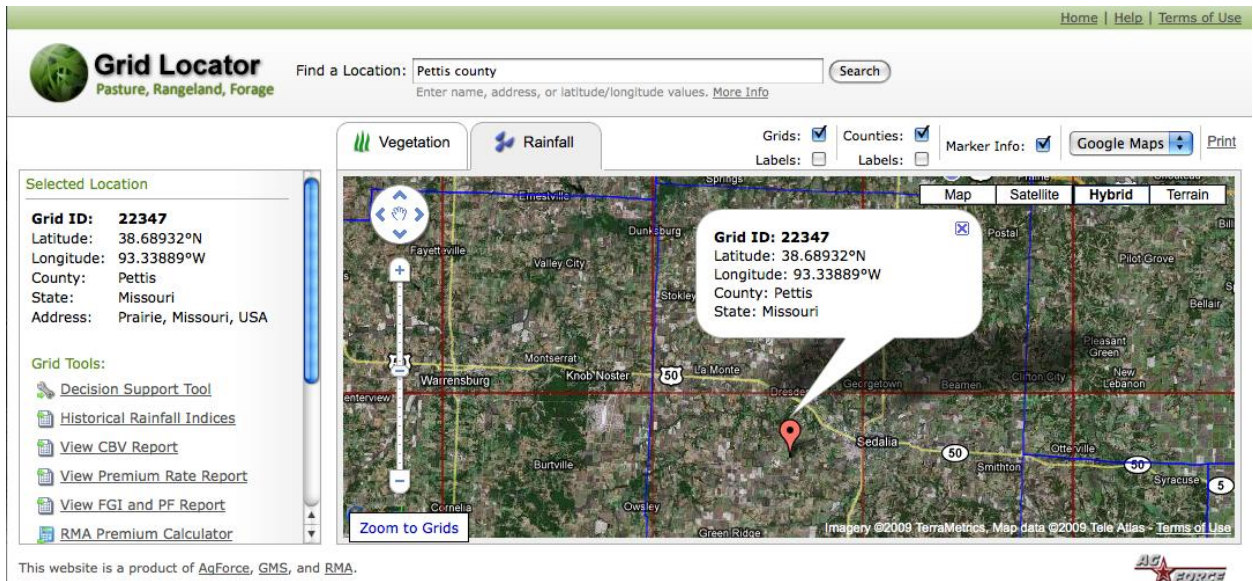 Home | Help | Terms of Use
Grid Locator
Pasture, Rangeland, Forage
Find a Location: Pettis county Search
Enter name, address, or latitude/longitude values. More Info
Vegetation Rainfall
Grids: Counties: Marker Info: Google Maps Print
Labels: Labels:
Selected Location
Grid ID: 22347
Latitude: 38.68932°N
Longitude: 93.33889°W
County: Pettis
State: Missouri
Address: Prairie, Missouri, USA
Grid Tools:
Decision Support Tool
Historical Rainfall Indices
View CBV Report
View Premium Rate Report
View FGI and PF Report
RMA Premium Calculator
Map Satellite Hybrid Terrain
Grid ID: 22347
Latitude: 38.68932°N
Longitude: 93.33889°W
County: Pettis
State: Missouri
Springs
Dunksburg
Postal
Fayetteville
Valley City
Pilot Grove
Stokley
Bellair
Pleasant
Green
Montserrat
La Monte
Warrensburg
Knob Noster
50
Georgetown
Beamen
Clifton City
New
Lebanon
Dresden
Sedalia
50
Otterville
Smithton
50
Syracuse
5
Burtville
Cornelia
Owsley
Green Ridge
Zoom to Grids
Imagery ©2009 TerraMetrics, Map data ©2009 Tele Atlas - Terms of Use
This website is a product of AgForce, GMS, and RMA.
AG FORCE